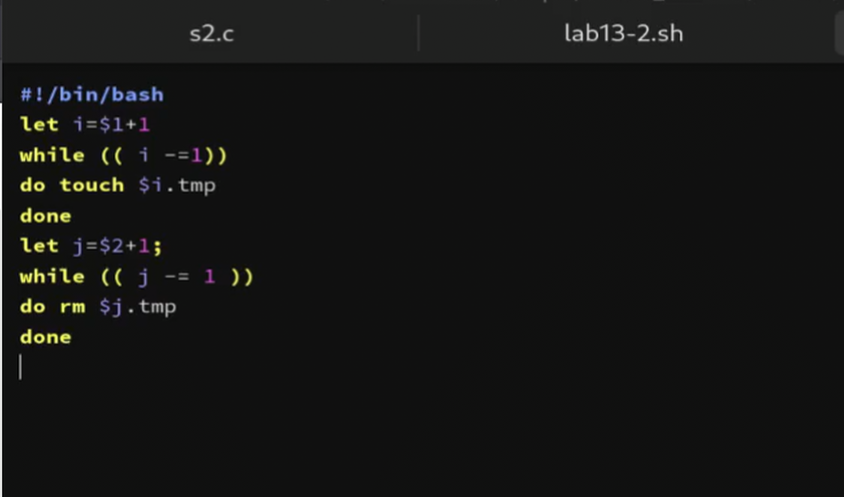 s2.c
lab13-2.sh
#!/bin/bash
let i=$1+1
while (( i -=1))
do touch $i.tmp
done
let j=$2+1;
while (( j -= 1 ))
do rm $j.tmp
done